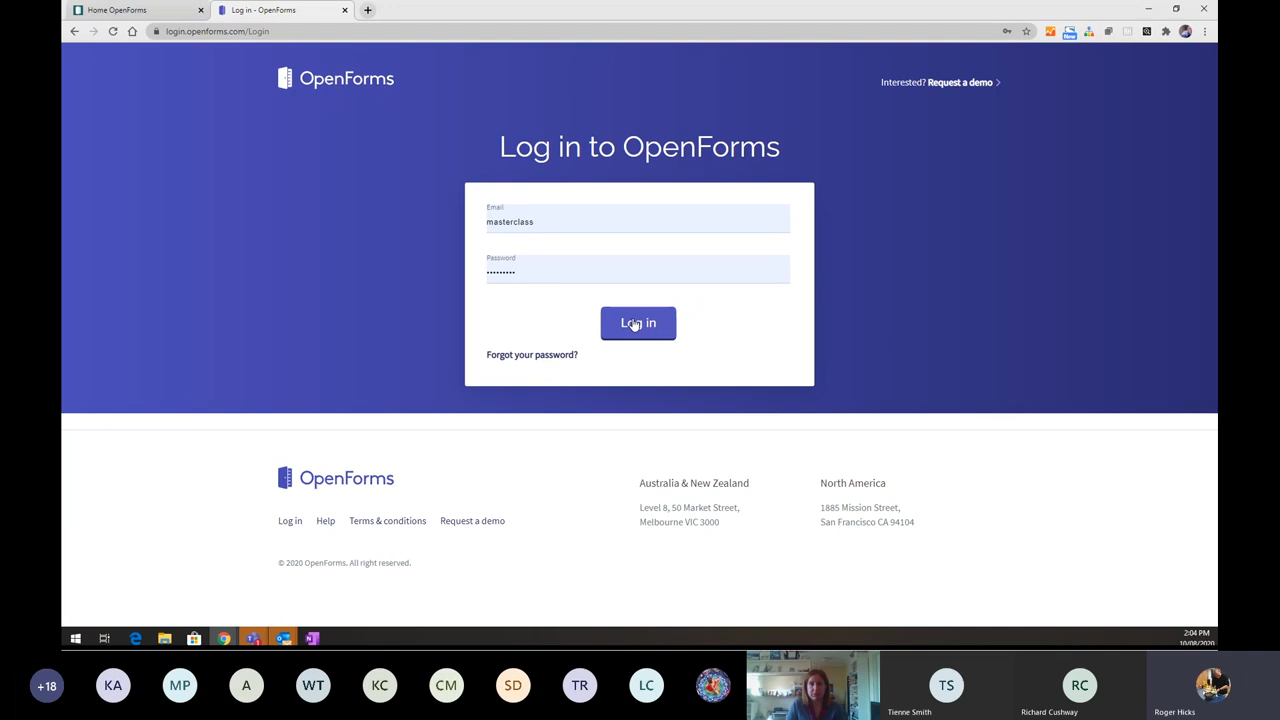 Home OpenForms
Log in - OpenForms
login.openforms.com/Login
New
OpenForms
Interested? Request a demo
Log in to OpenForms
Email
masterclass
Password
•••••••••
Log in
Forgot your password?
OpenForms
Log in
Help
Terms & conditions
Request a demo
© 2020 OpenForms. All right reserved.
Australia & New Zealand
Level 8, 50 Market Street,
Melbourne VIC 3000
North America
1885 Mission Street,
San Francisco CA 94104
2:04 PM
10/08/2020
+18
KA
MP
A
WT
KC
CM
SD
TR
LC
TS
Tienne Smith
RC
Richard Cushway
Roger Hicks